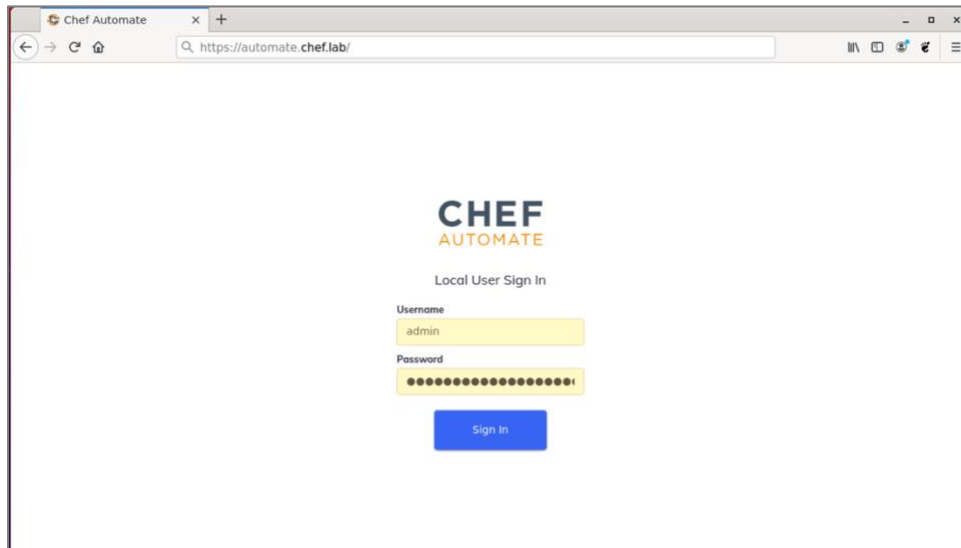 Chef Automate
https://automate.chef.lab/
CHEF
AUTOMATE
Local User Sign In
Username
admin
Password
Sign In